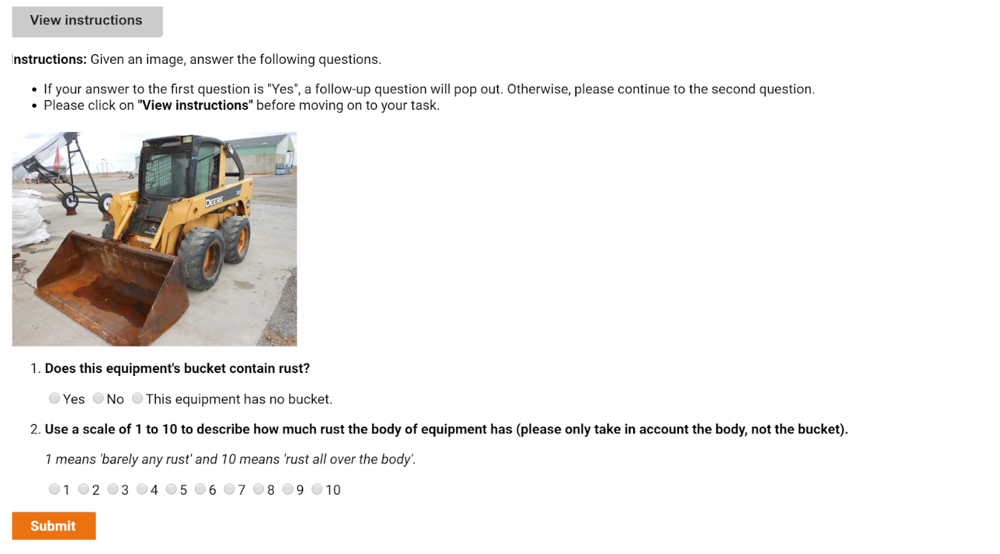 View instructions
nstructions: Given an image, answer the following questions.
• If your answer to the first question is "Yes", a follow-up question will pop out. Otherwise, please continue to the second question.
• Please click on "View instructions" before moving on to your task.
DEERE
1. Does this equipment's bucket contain rust?
Yes No This equipment has no bucket.
2. Use a scale of 1 to 10 to describe how much rust the body of equipment has (please only take in account the body, not the bucket).
1 means 'barely any rust' and 10 means 'rust all over the body'.
1 2 3 4 5 6 7 8 9 10
Submit